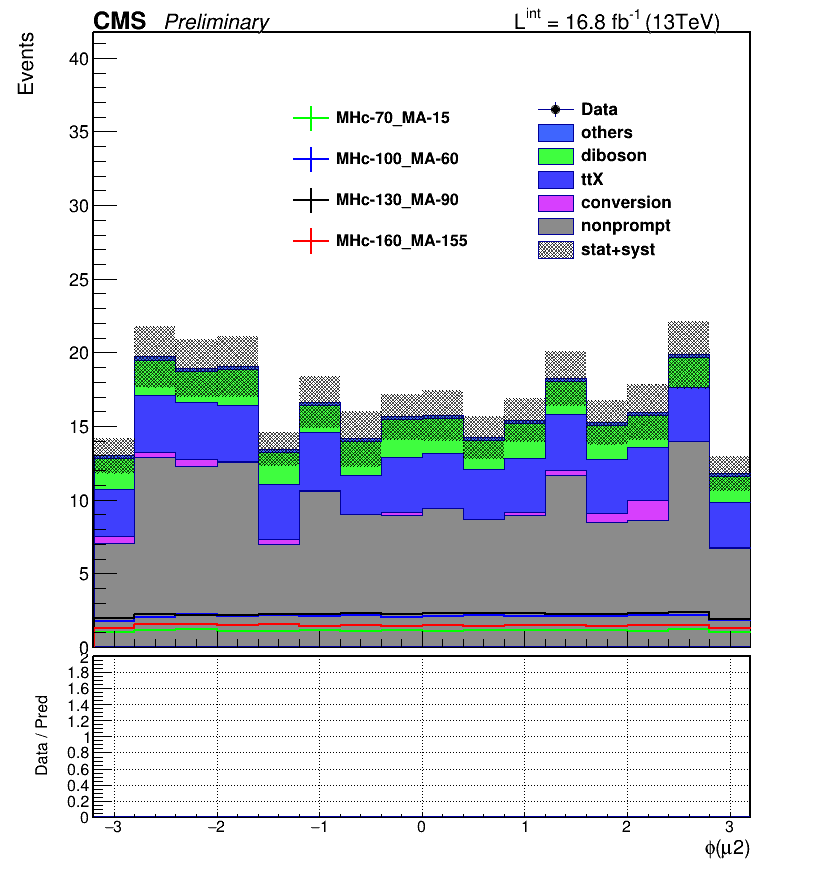 CMS Preliminary L^int = 16.8 fb^-1 (13TeV)
Events
40
35
30
25
20
15
10
5
0
MHc-70_MA-15
MHc-100_MA-60
MHc-130_MA-90
MHc-160_MA-155
Data
others
diboson
ttX
conversion
nonprompt
stat+syst
Data / Pred
2
1.8
1.6
1.4
1.2
1
0.8
0.6
0.4
0.2
0
−3 −2 −1 0 1 2 3
ϕ(μ2)